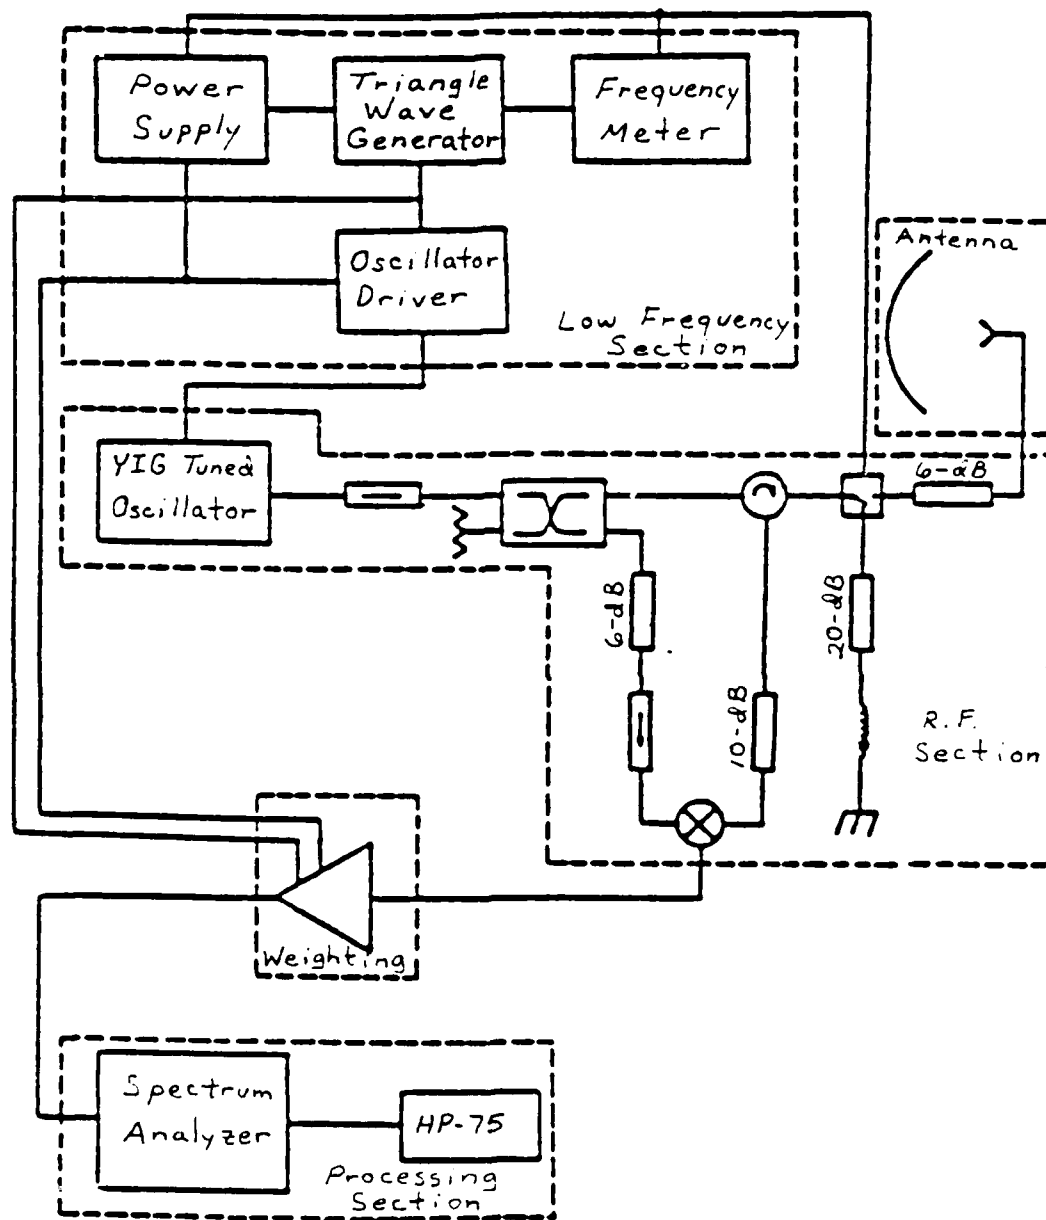 Power
Supply
Triangle
Wave
Generator
Frequency
Meter
Oscillator
Driver
Low Frequency
Section
Antenna
YIG Tuned
Oscillator
6-dB
6-dB
10-dB
20-dB
R.F.
Section
Weighting
Spectrum
Analyzer
HP-75
Processing
Section